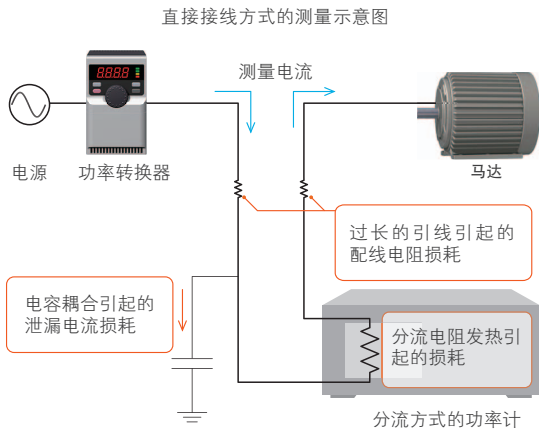 直接接线方式的测量示意图
8.8.8.8
测量电流
电源
功率转换器
马达
过长的引线引起的
配线电阻损耗
电容耦合引起的
泄漏电流损耗
分流电阻发热引
起的损耗
分流方式的功率计